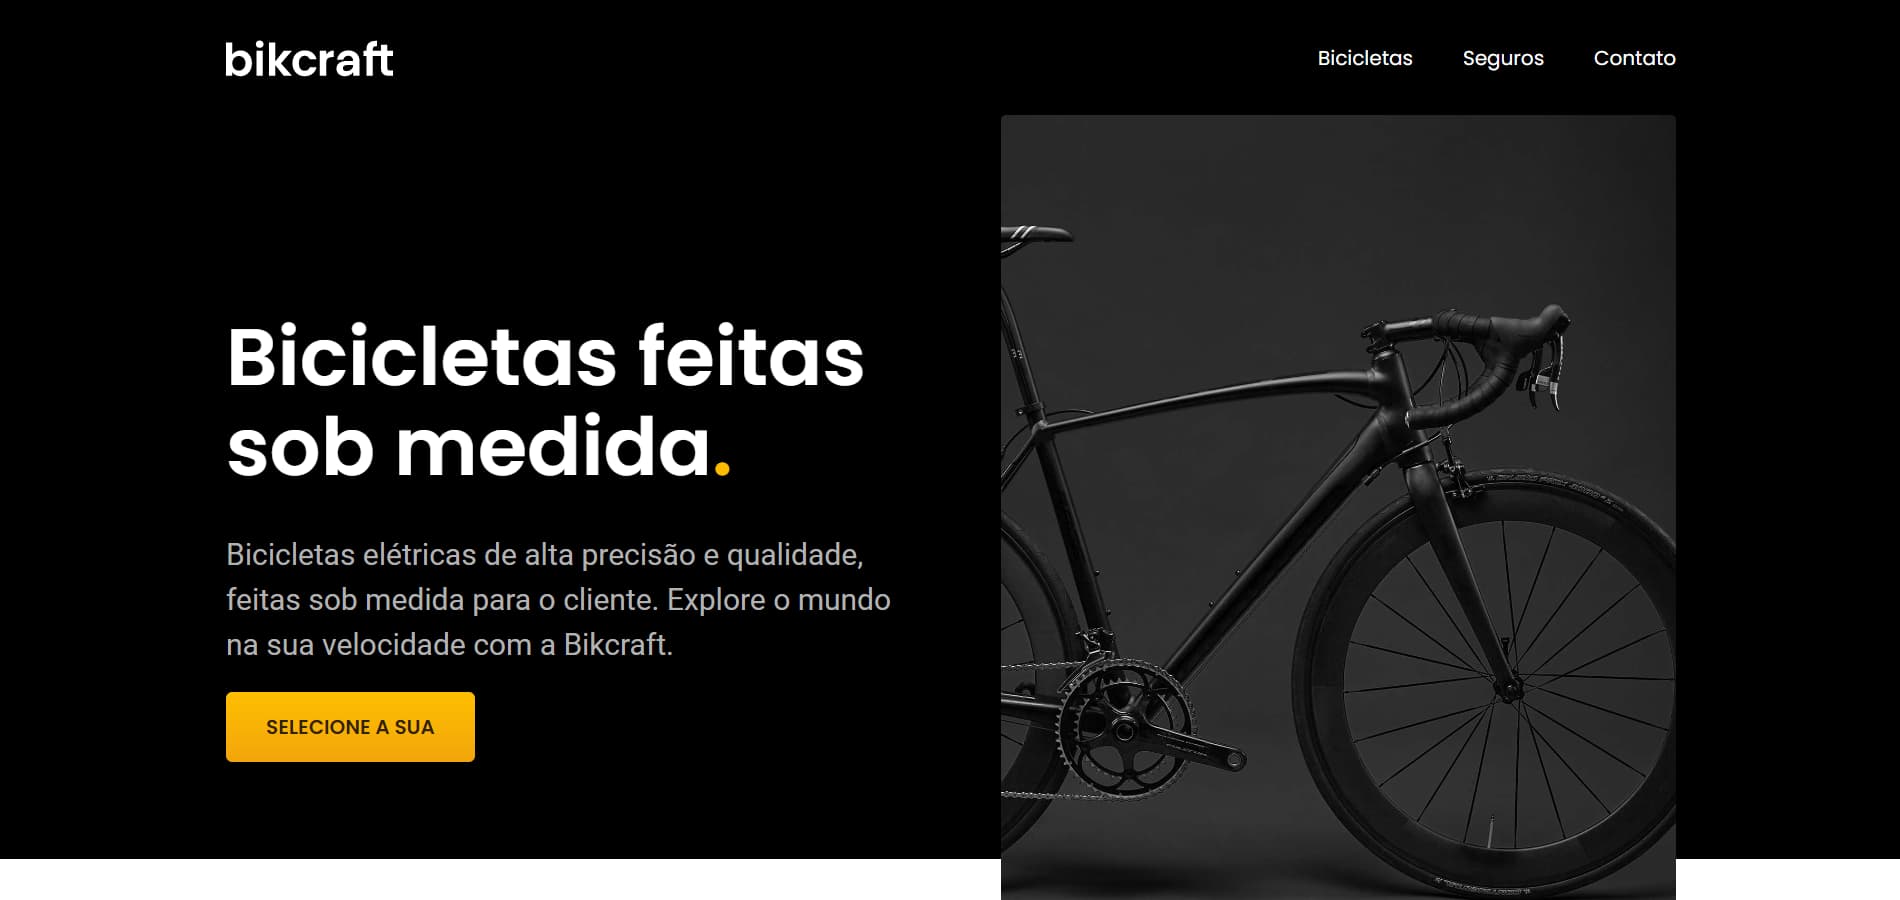 bikcraft
Bicicletas Seguros Contato
Bicicletas feitas
sob medida.
Bicicletas elétricas de alta precisão e qualidade,
feitas sob medida para o cliente. Explore o mundo
na sua velocidade com a Bikcraft.
SELECIONE A SUA